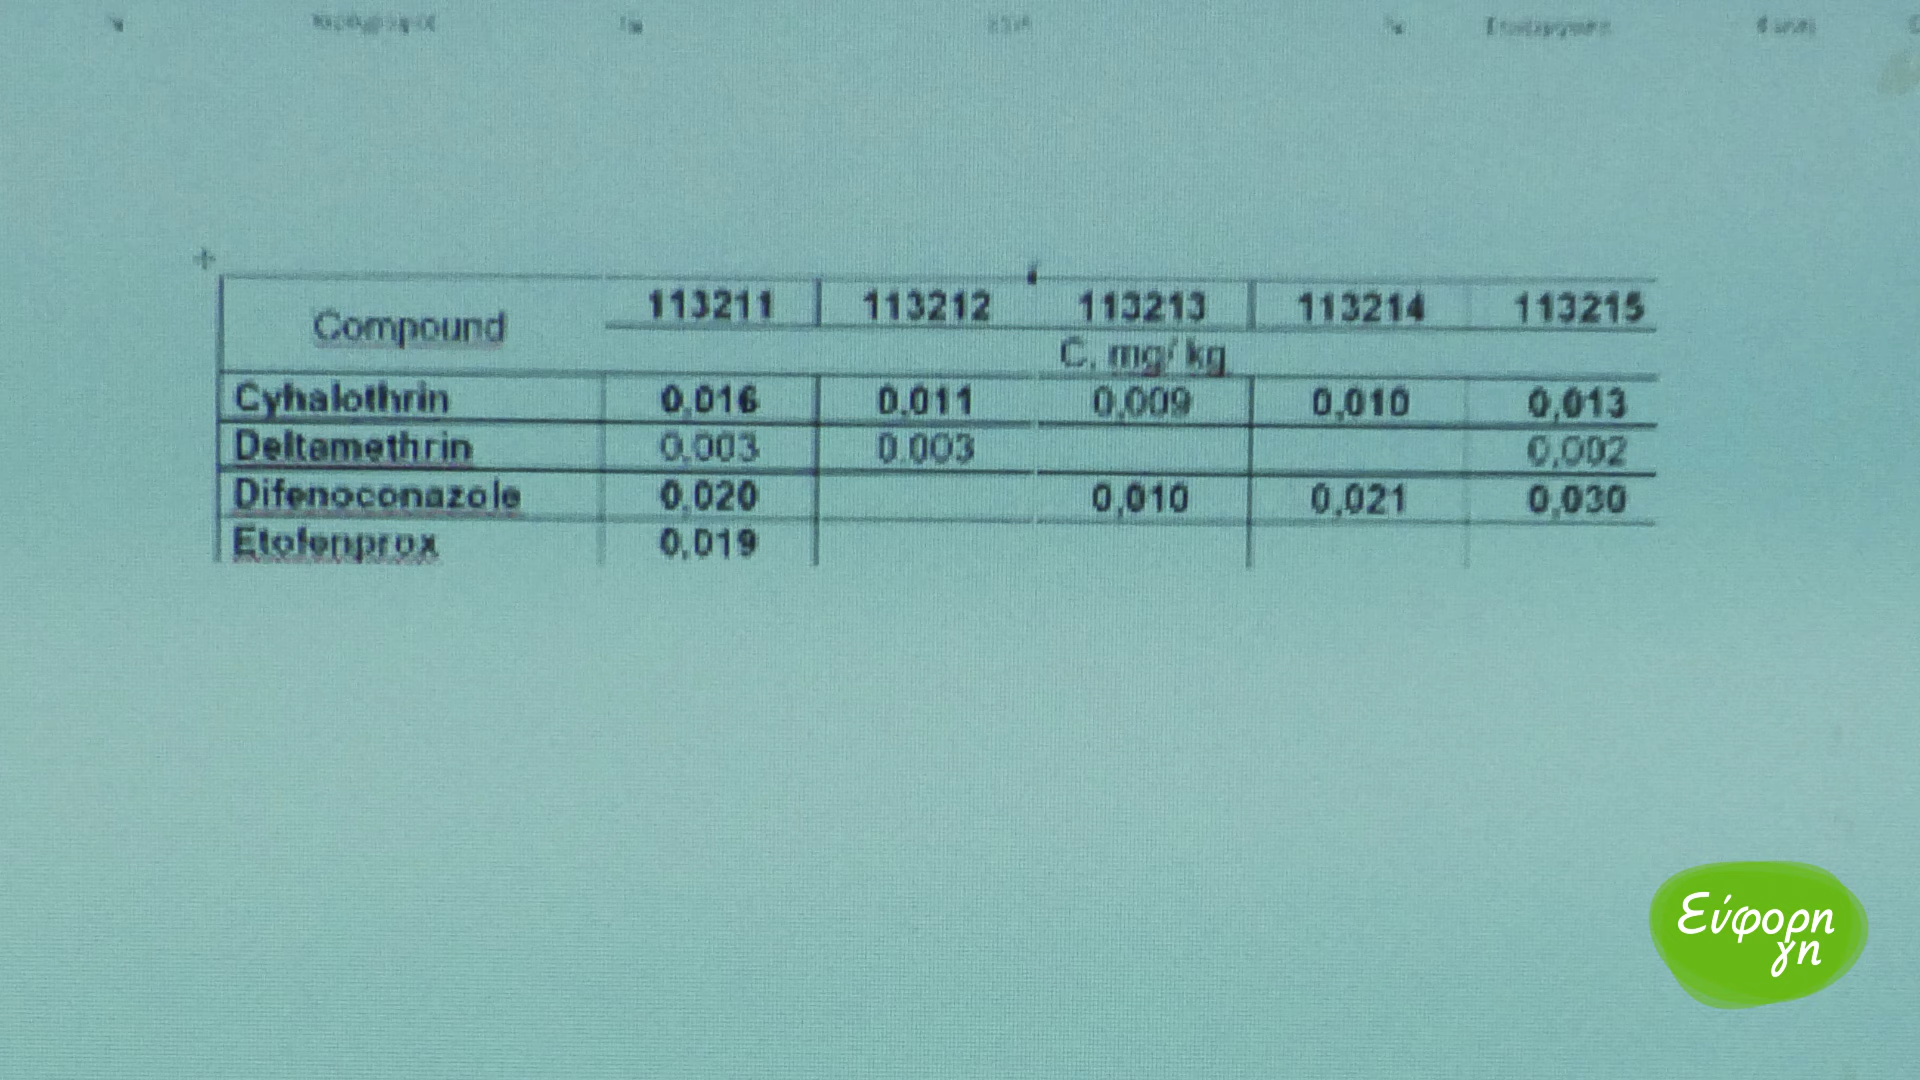 Compound 113211 113212 113213 113214 113215
C, mg/ kg
Cyhalothrin 0,016 0.011 0,009 0,010 0,013
Deltamethrin 0,003 0.003 0,002
Difenoconazole 0,020 0,010 0,021 0,030
Etofenprox 0,019
Εύφορη
γη